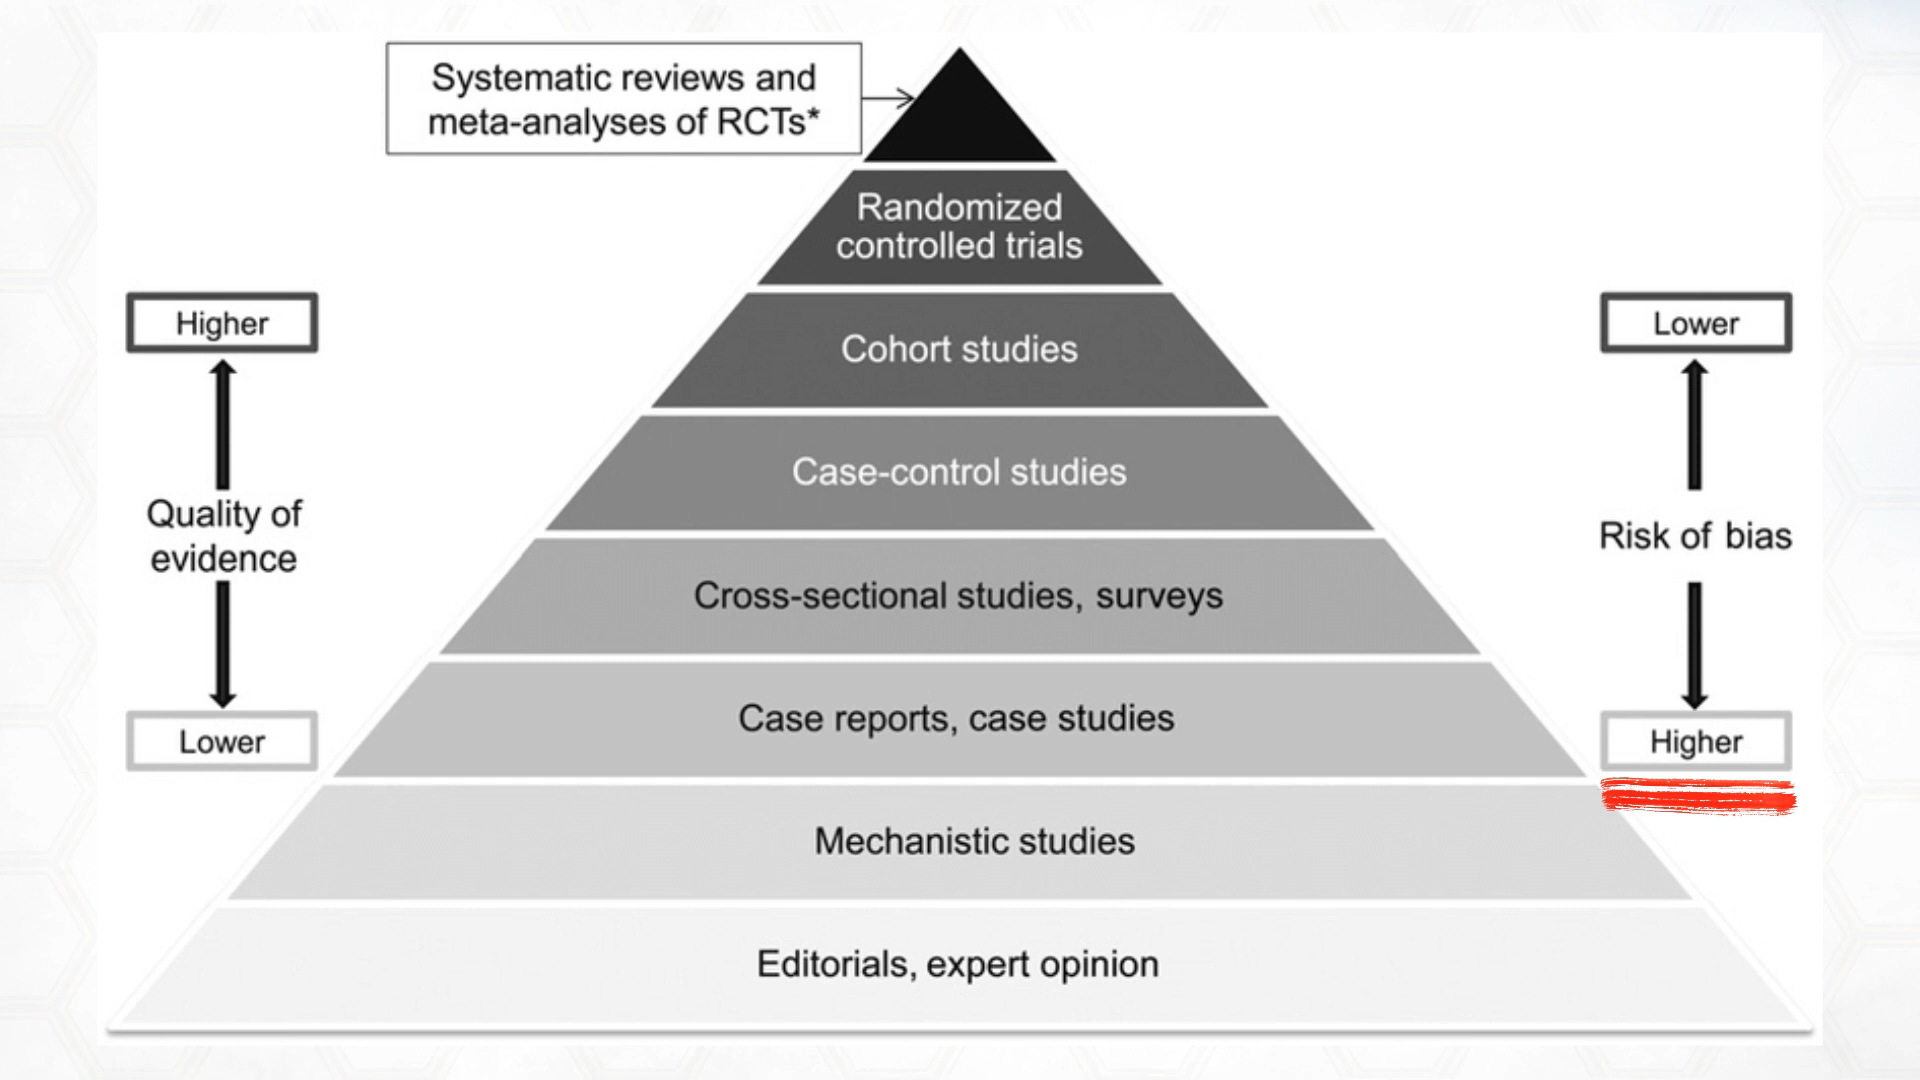 Systematic reviews and
meta-analyses of RCTs*
Randomized
controlled trials
Higher
Lower
Cohort studies
Case-control studies
Quality of
evidence
Risk of bias
Cross-sectional studies, surveys
Case reports, case studies
Lower
Higher
Mechanistic studies
Editorials, expert opinion